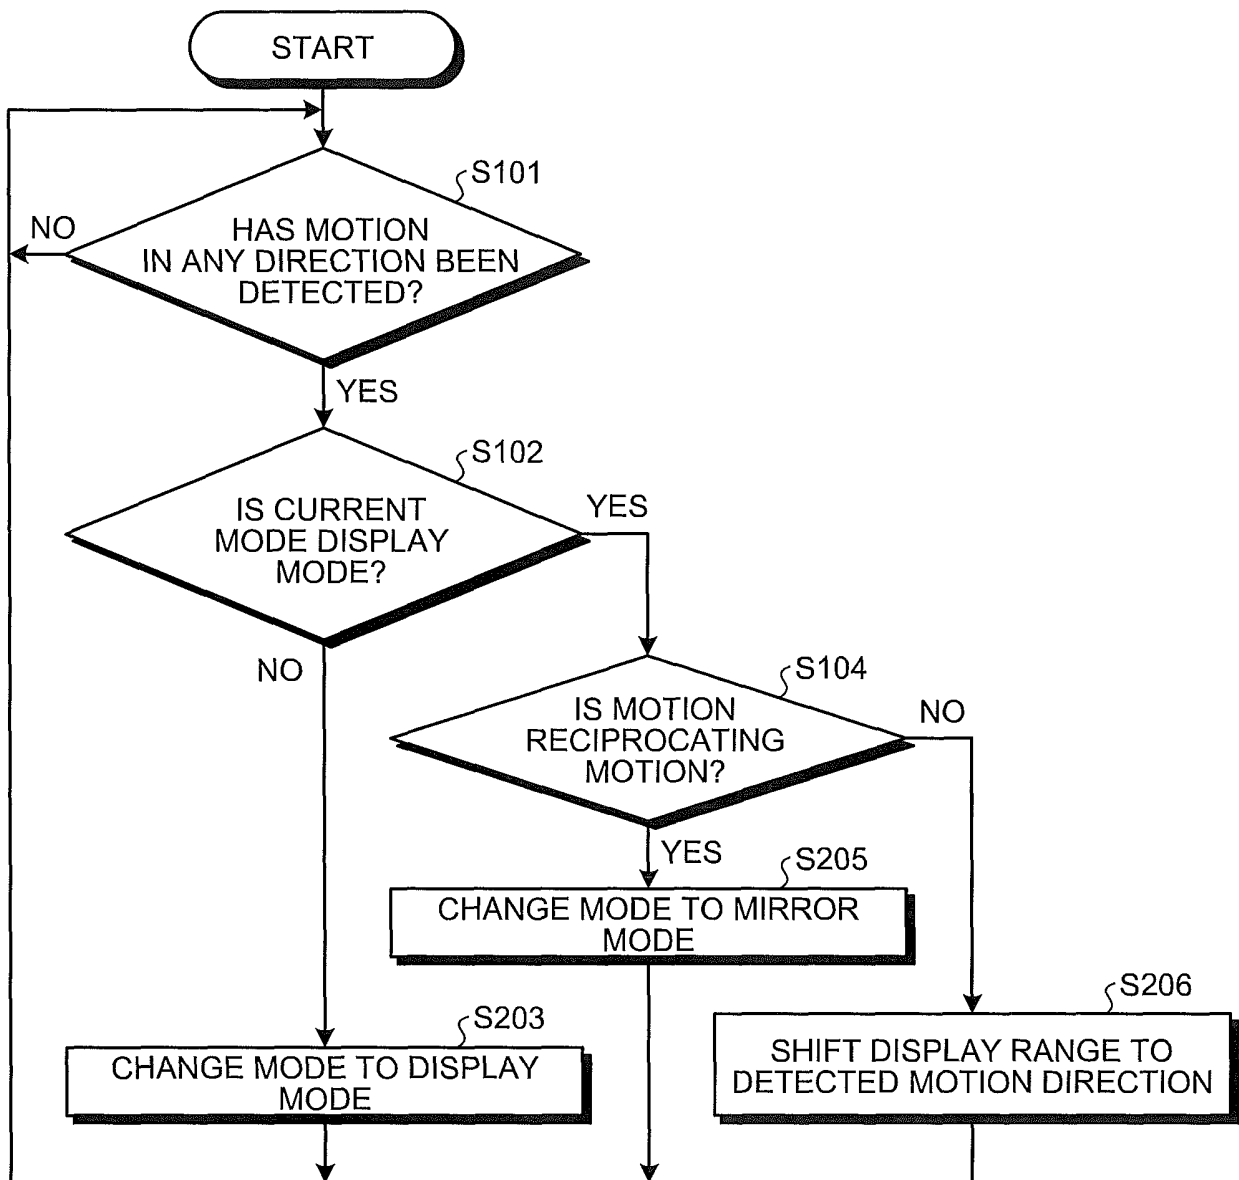 START
S101
NO
HAS MOTION
IN ANY DIRECTION BEEN
DETECTED?
YES
S102
IS CURRENT
MODE DISPLAY
MODE?
YES
NO
S104
IS MOTION
RECIPROCATING
MOTION?
NO
YES
S205
CHANGE MODE TO MIRROR
MODE
S203
CHANGE MODE TO DISPLAY
MODE
S206
SHIFT DISPLAY RANGE TO
DETECTED MOTION DIRECTION